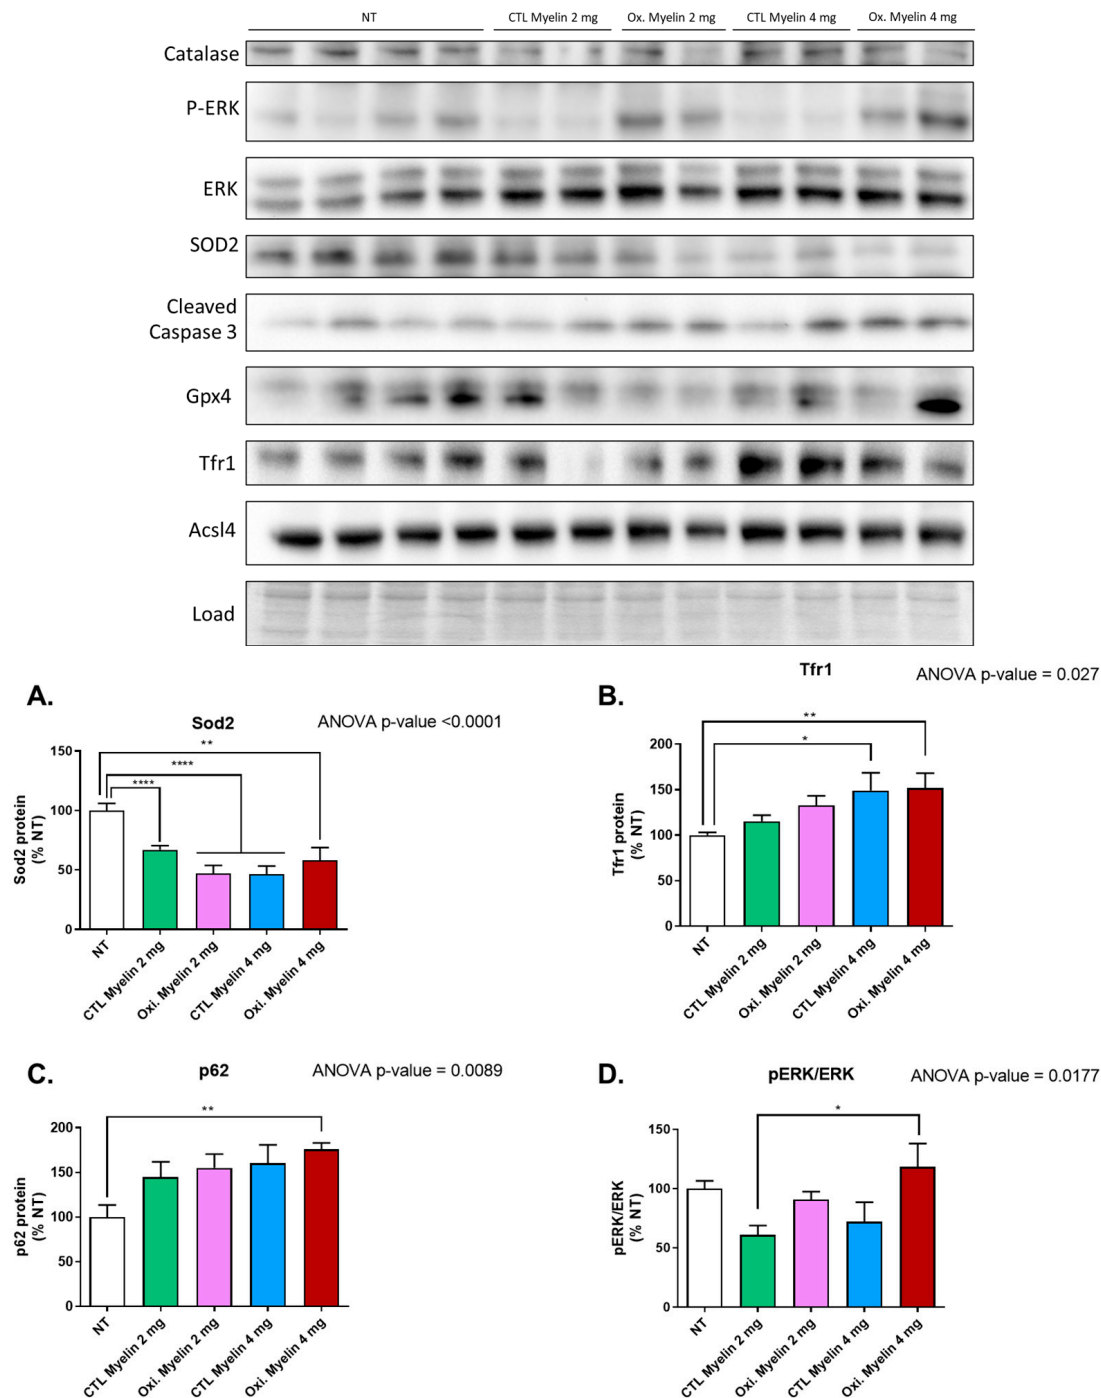 NT CTL Myelin 2 mg Ox. Myelin 2 mg CTL Myelin 4 mg Ox. Myelin 4 mg
Catalase
P-ERK
ERK
SOD2
Cleaved
Caspase 3
Gpx4
Tfr1
Acsl4
Load
A.
Sod2
ANOVA p-value <0.0001
**
****
****
150
100
50
0
Sod2 protein
(% NT)
NT
CTL Myelin 2 mg
Oxi. Myelin 2 mg
CTL Myelin 4 mg
Oxi. Myelin 4 mg
B.
Tfr1
ANOVA p-value = 0.027
**
*
200
150
100
50
0
Tfr1 protein
(% NT)
NT
CTL Myelin 2 mg
Oxi. Myelin 2 mg
CTL Myelin 4 mg
Oxi. Myelin 4 mg
C.
p62
ANOVA p-value = 0.0089
**
200
150
100
50
0
p62 protein
(% NT)
NT
CTL Myelin 2 mg
Oxi. Myelin 2 mg
CTL Myelin 4 mg
Oxi. Myelin 4 mg
D.
pERK/ERK
ANOVA p-value = 0.0177
*
150
100
50
0
pERK/ERK
(% NT)
NT
CTL Myelin 2 mg
Oxi. Myelin 2 mg
CTL Myelin 4 mg
Oxi. Myelin 4 mg